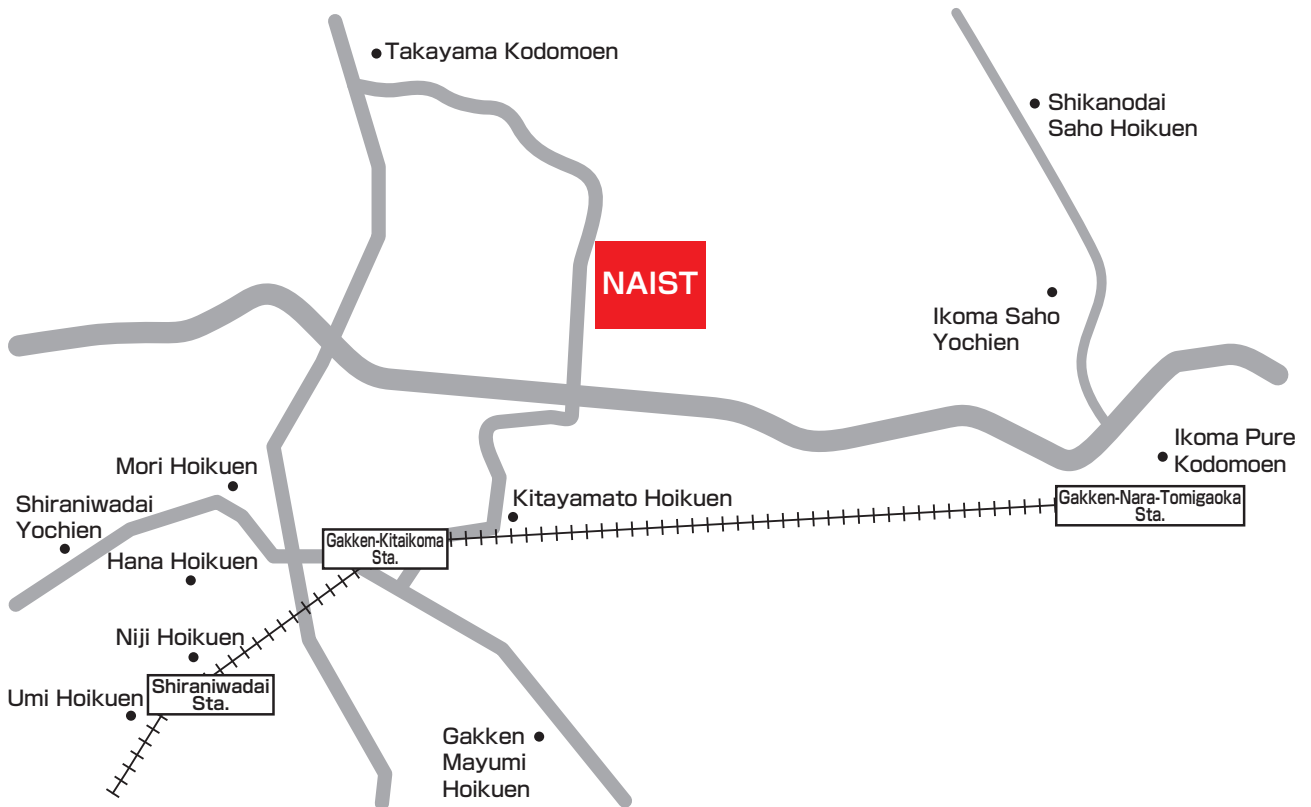 Takayama Kodomoen
Shikanodai
Saho Hoikuen
NAIST
Ikoma Saho
Yochien
Ikoma Pure
Kodomoen
Mori Hoikuen
Shiraniwadai
Yochien
Kitayamato Hoikuen
Gakken-Nara-Tomigaoka
Sta.
Gakken-Kitaikoma
Sta.
Hana Hoikuen
Niji Hoikuen
Shiraniwadai
Sta.
Umi Hoikuen
Gakken
Mayumi
Hoikuen